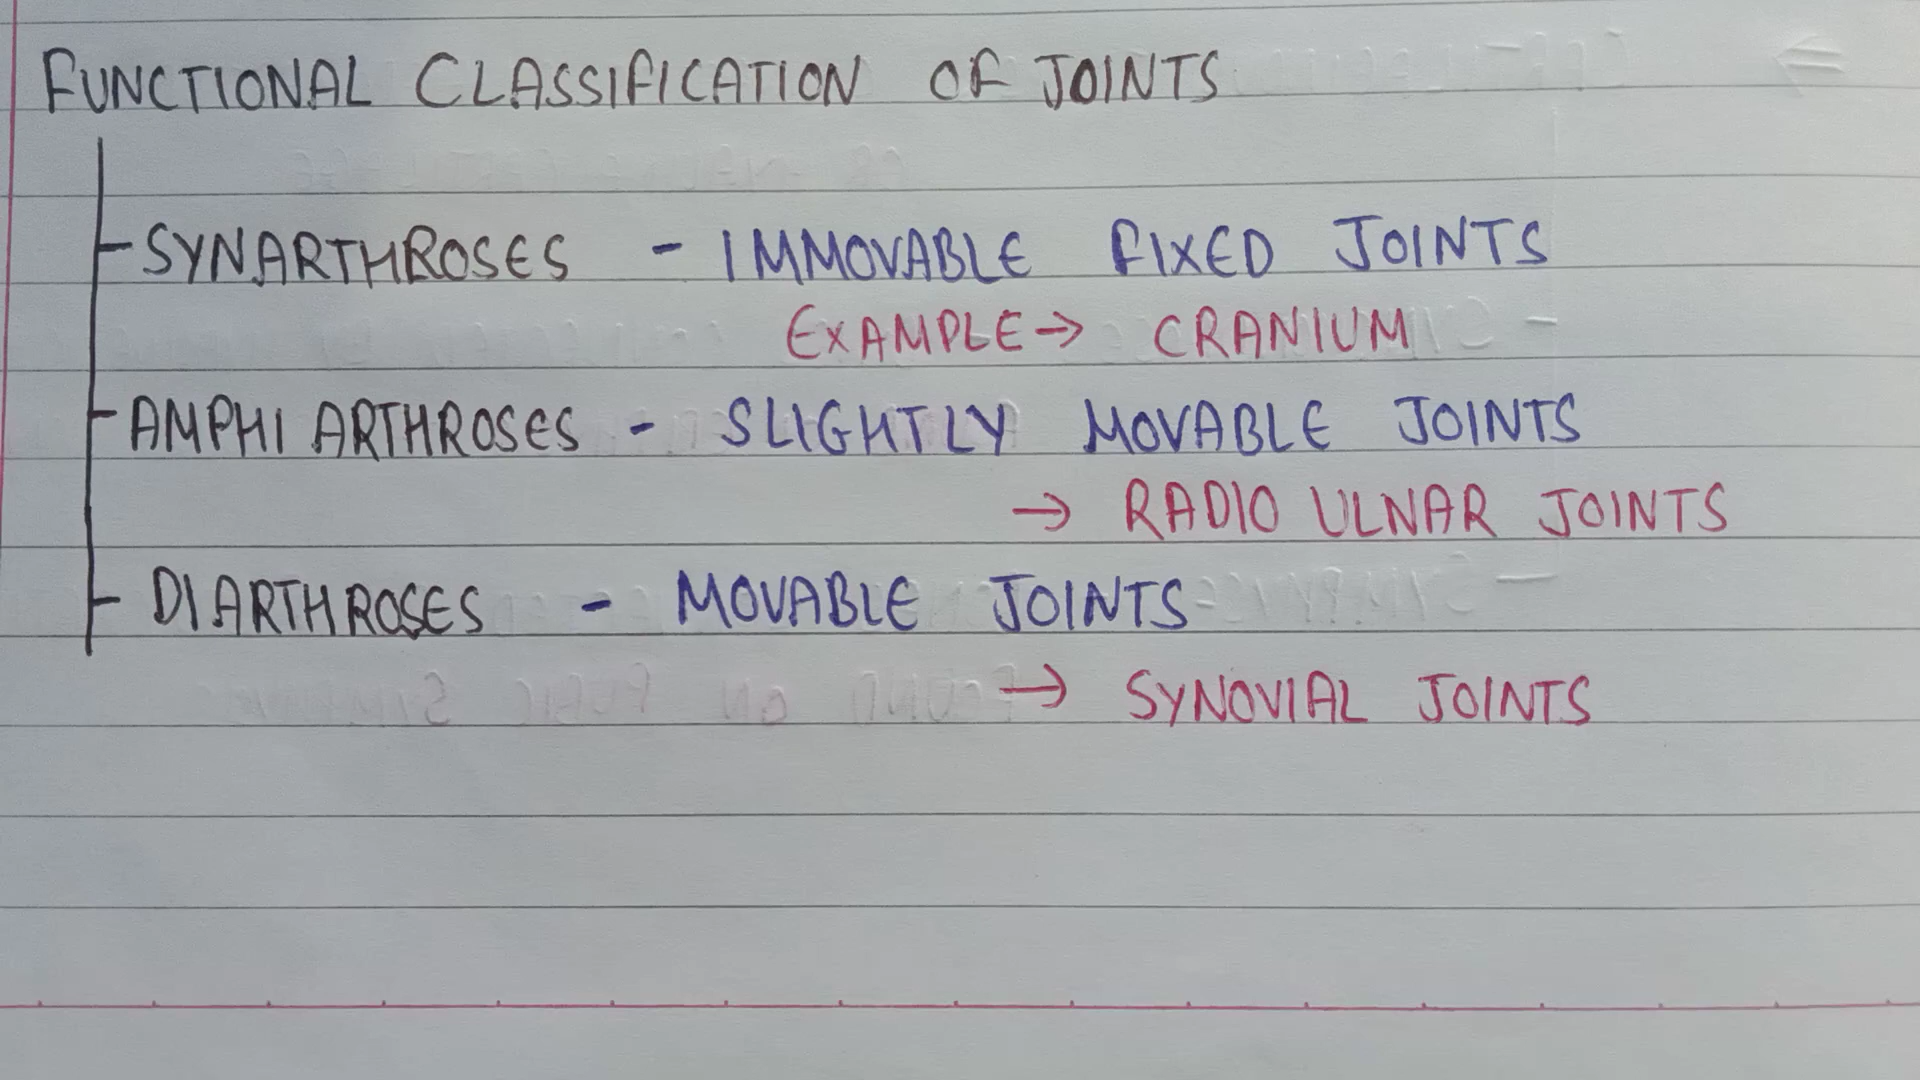 FUNCTIONAL CLASSIFICATION OF JOINTS
SYNARTHROSES - IMMOVABLE FIXED JOINTS
EXAMPLE → CRANIUM
AMPHI ARTHROSES - SLIGHTLY MOVABLE JOINTS
→ RADIO ULNAR JOINTS
DIARTHROSES - MOVABLE JOINTS
→ SYNOVIAL JOINTS